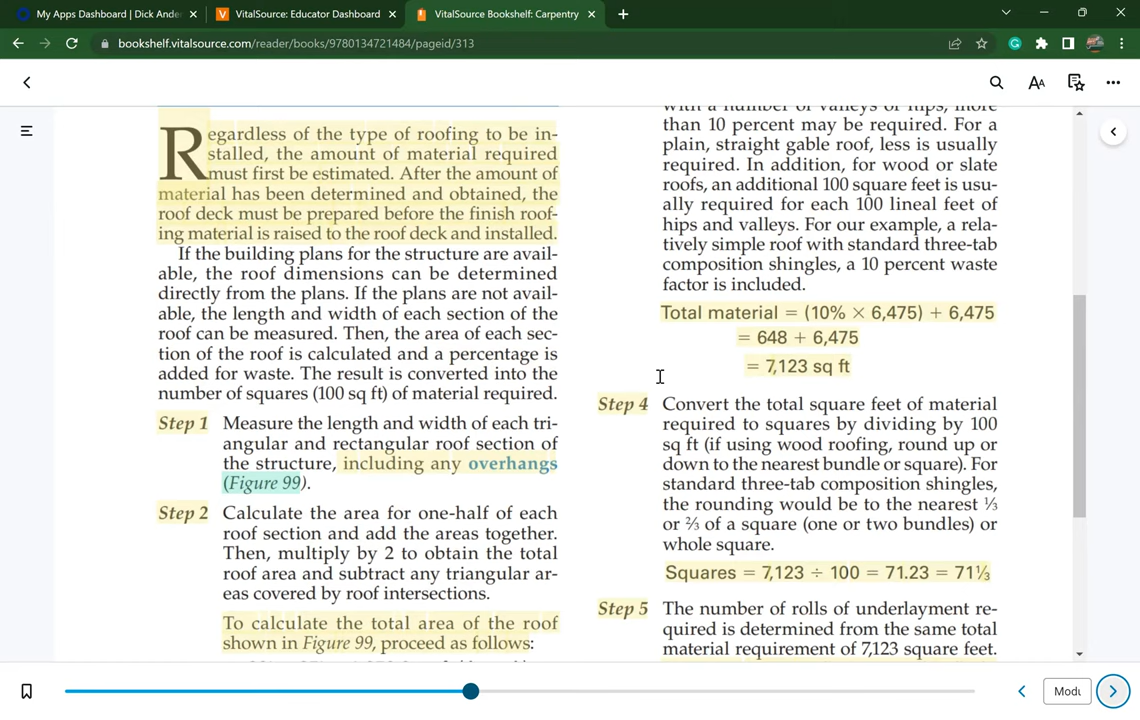 My Apps Dashboard | Dick Ander
VitalSource: Educator Dashboard
VitalSource Bookshelf: Carpentry
bookshelf.vitalsource.com/reader/books/9780134721484/pageid/313
Regardless of the type of roofing to be in-
stalled, the amount of material required
must first be estimated. After the amount of
material has been determined and obtained, the
roof deck must be prepared before the finish roof-
ing material is raised to the roof deck and installed.
If the building plans for the structure are avail-
able, the roof dimensions can be determined
directly from the plans. If the plans are not avail-
able, the length and width of each section of the
roof can be measured. Then, the area of each sec-
tion of the roof is calculated and a percentage is
added for waste. The result is converted into the
number of squares (100 sq ft) of material required.
Step 1 Measure the length and width of each tri-
angular and rectangular roof section of
the structure, including any overhangs
(Figure 99).
Step 2 Calculate the area for one-half of each
roof section and add the areas together.
Then, multiply by 2 to obtain the total
roof area and subtract any triangular ar-
eas covered by roof intersections.
To calculate the total area of the roof
shown in Figure 99, proceed as follows:
with a number of valleys or hips, more
than 10 percent may be required. For a
plain, straight gable roof, less is usually
required. In addition, for wood or slate
roofs, an additional 100 square feet is usu-
ally required for each 100 lineal feet of
hips and valleys. For our example, a rela-
tively simple roof with standard three-tab
composition shingles, a 10 percent waste
factor is included.
Total material = (10% × 6,475) + 6,475
= 648 + 6,475
= 7,123 sq ft
Step 4 Convert the total square feet of material
required to squares by dividing by 100
sq ft (if using wood roofing, round up or
down to the nearest bundle or square). For
standard three-tab composition shingles,
the rounding would be to the nearest ⅓
or ⅔ of a square (one or two bundles) or
whole square.
Squares = 7,123 ÷ 100 = 71.23 = 71⅓
Step 5 The number of rolls of underlayment re-
quired is determined from the same total
material requirement of 7,123 square feet.
Modu